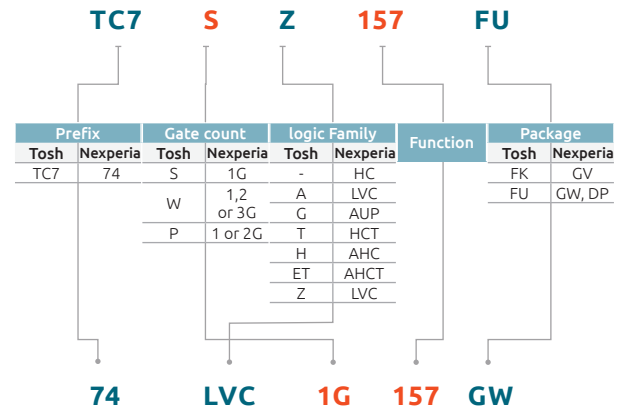 TC7 S Z 157 FU
Prefix Gate count logic Family Function Package
Tosh Nexperia Tosh Nexperia Tosh Nexperia Tosh Nexperia
TC7 74 S 1G - HC FK GV
W 1,2 or 3G A LVC FU GW, DP
G AUP
P 1 or 2G T HCT
H AHC
ET AHCT
Z LVC
74 LVC 1G 157 GW